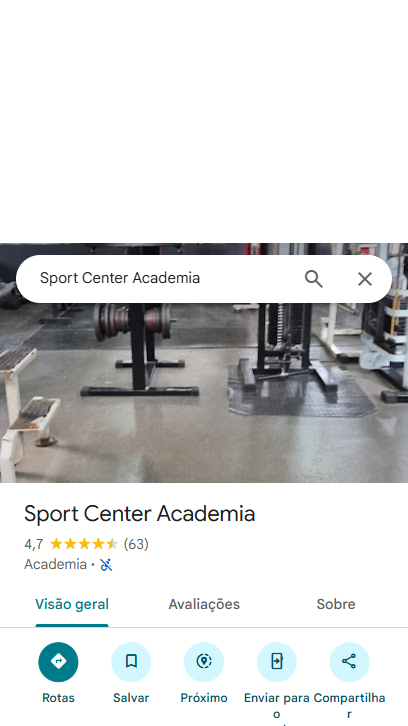 Sport Center Academia
Sport Center Academia
4,7 (63)
Academia ·
Visão geral Avaliações Sobre
Rotas Salvar Próximo Enviar para o Compartilhar